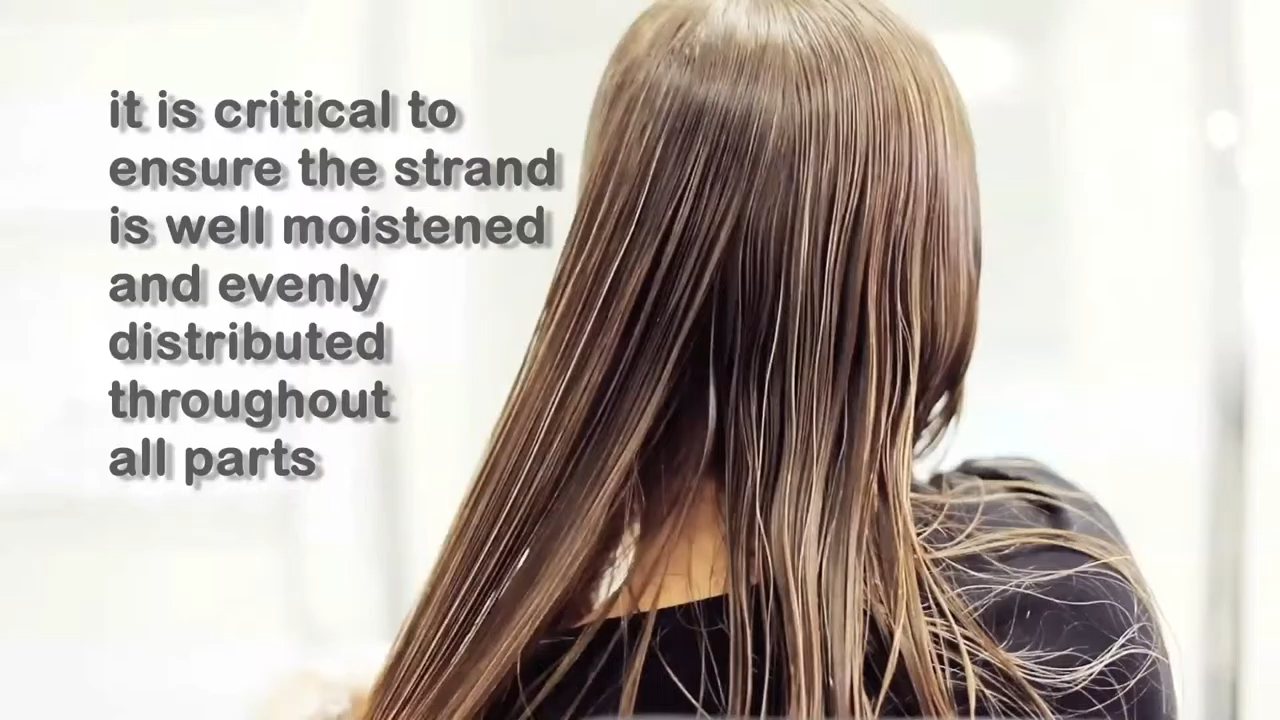 it is critical to
ensure the strand
is well moistened
and evenly
distributed
throughout
all parts